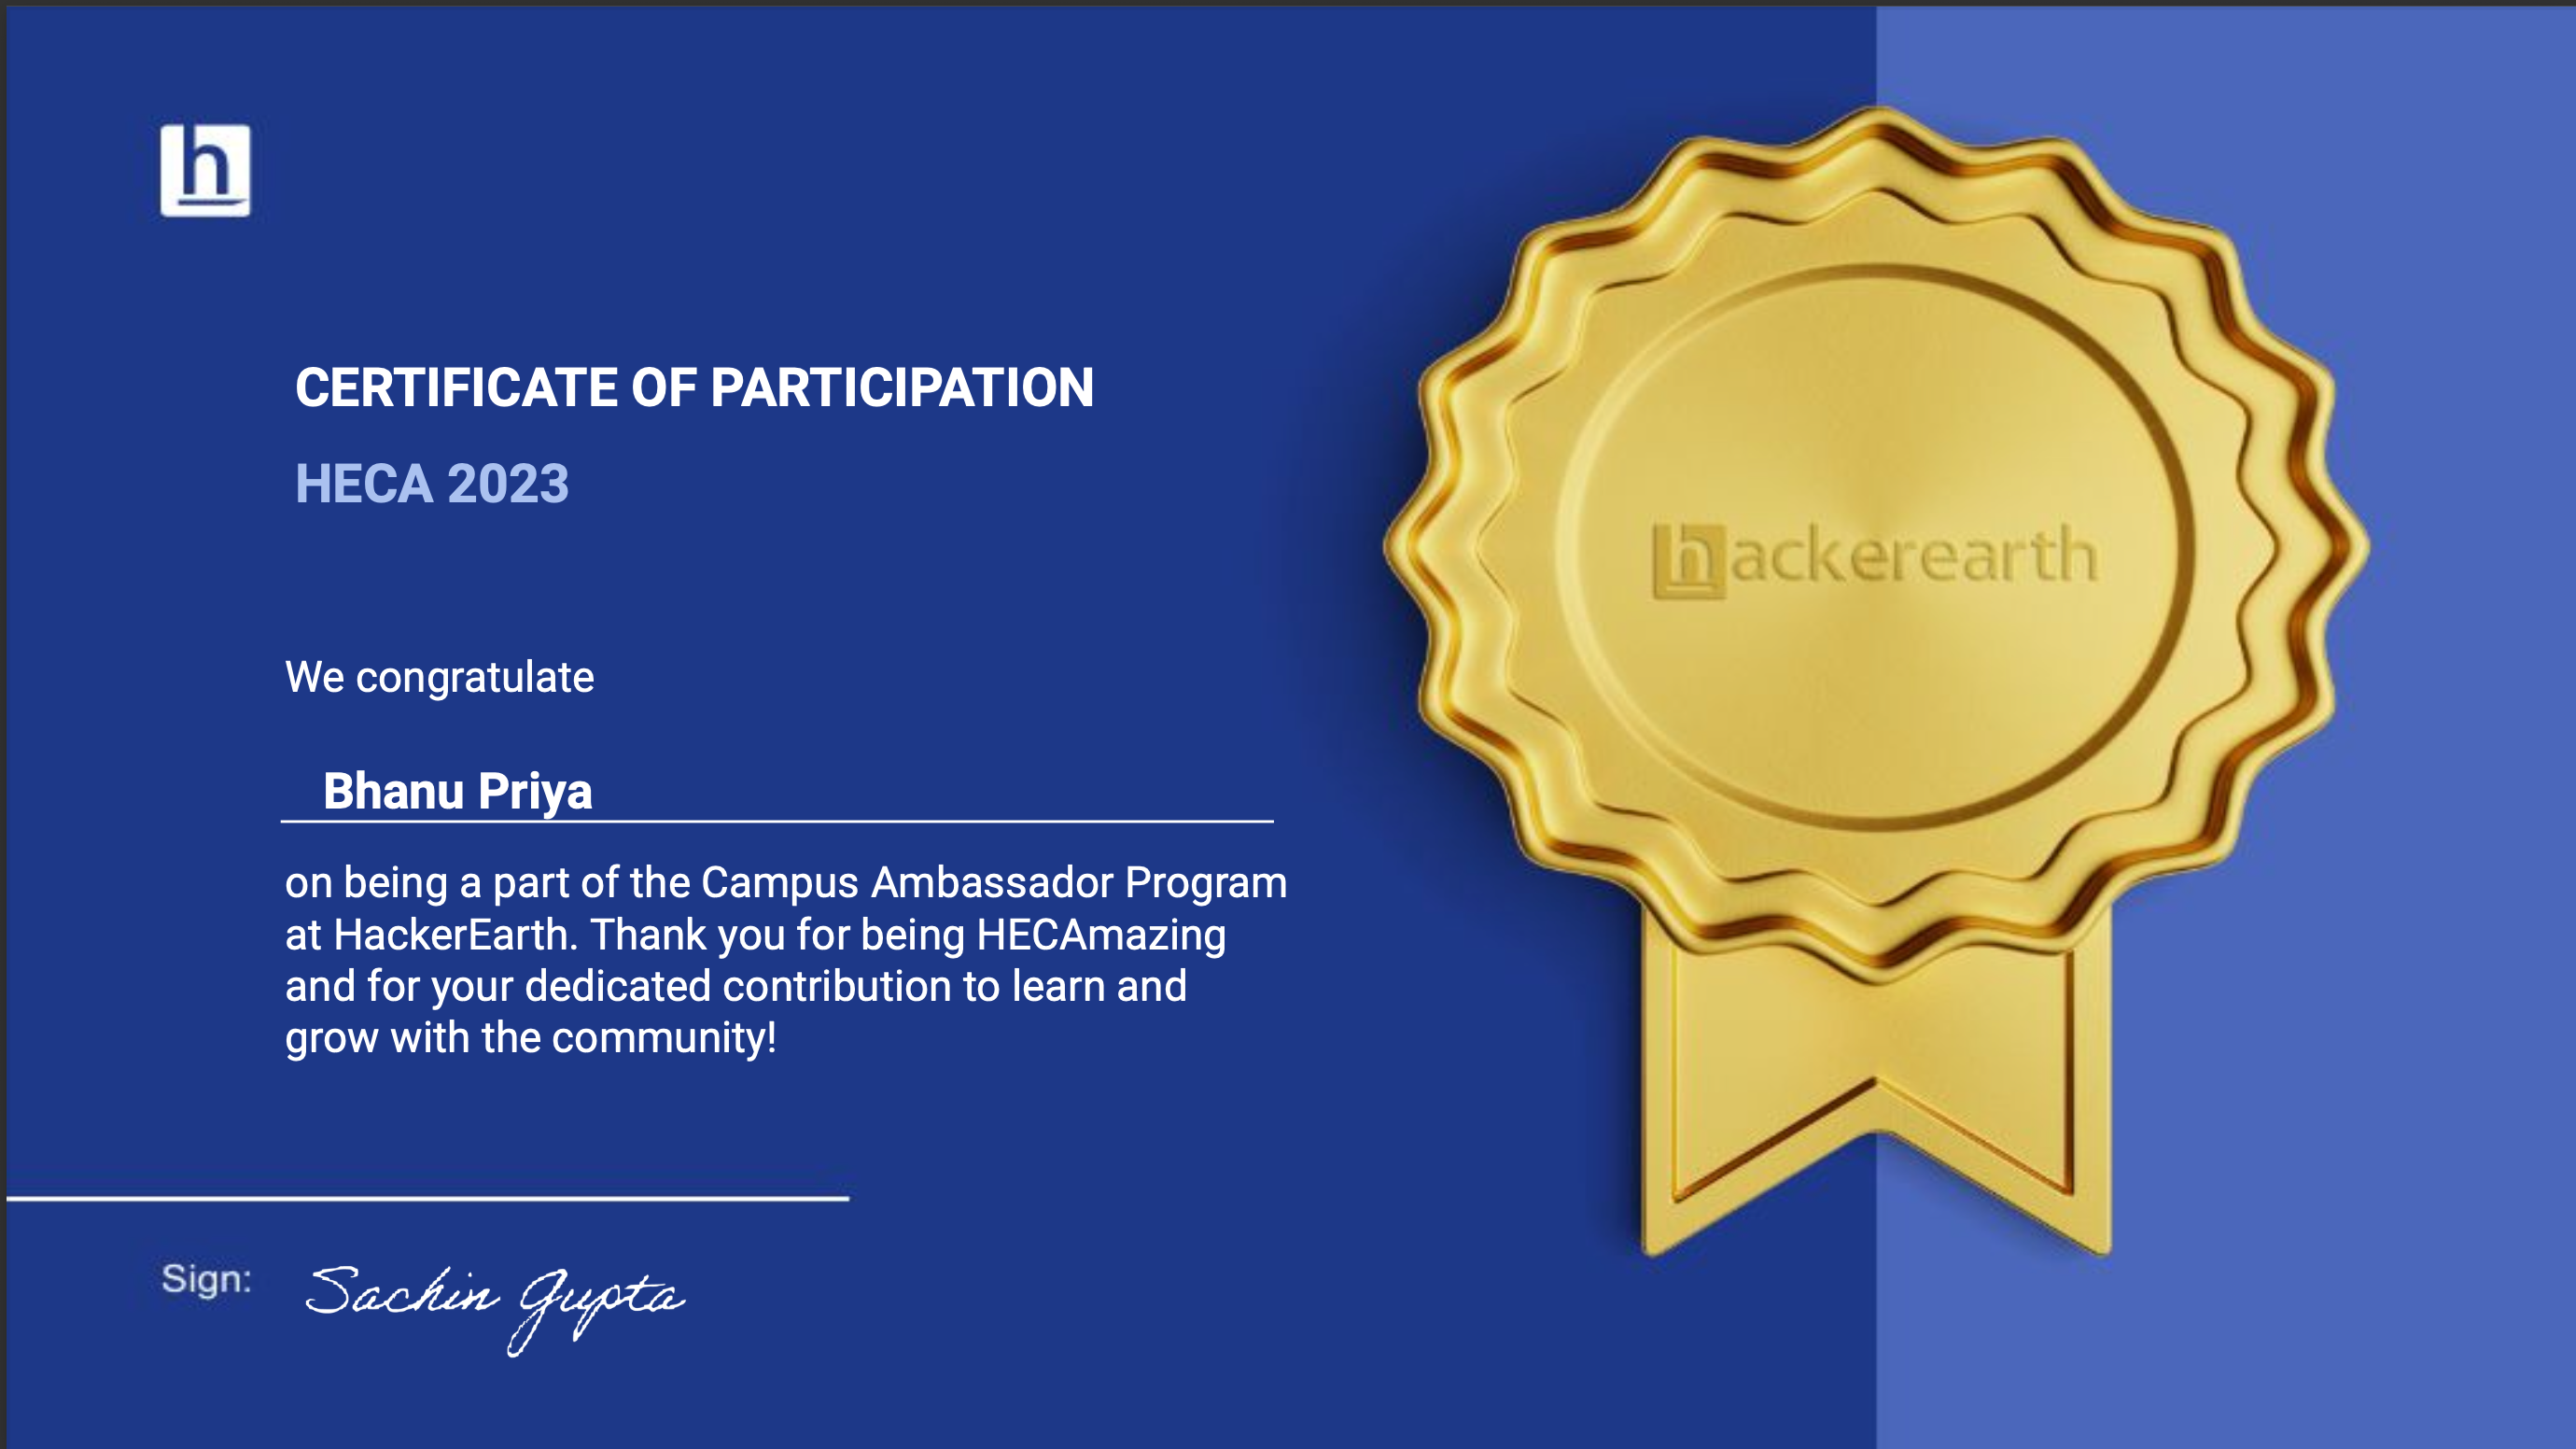 h
CERTIFICATE OF PARTICIPATION
HECA 2023
hackerearth
We congratulate
Bhanu Priya
on being a part of the Campus Ambassador Program
at HackerEarth. Thank you for being HECAmazing
and for your dedicated contribution to learn and
grow with the community!
Sign: Sachin Gupta